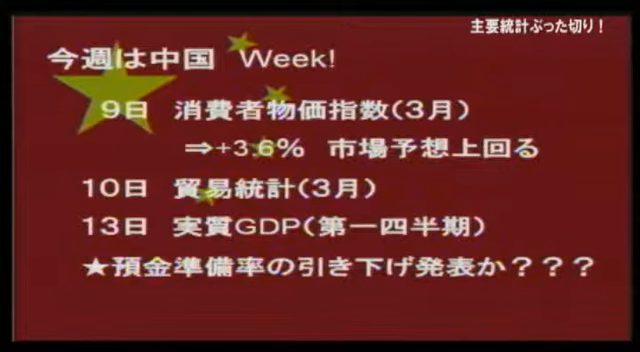 主要統計ぶった切り！
今週は中国 Week!
9日 消費者物価指数(3月)
⇒+3.6% 市場予想上回る
10日 貿易統計(3月)
13日 実質GDP(第一四半期)
★預金準備率の引き下げ発表か？？？